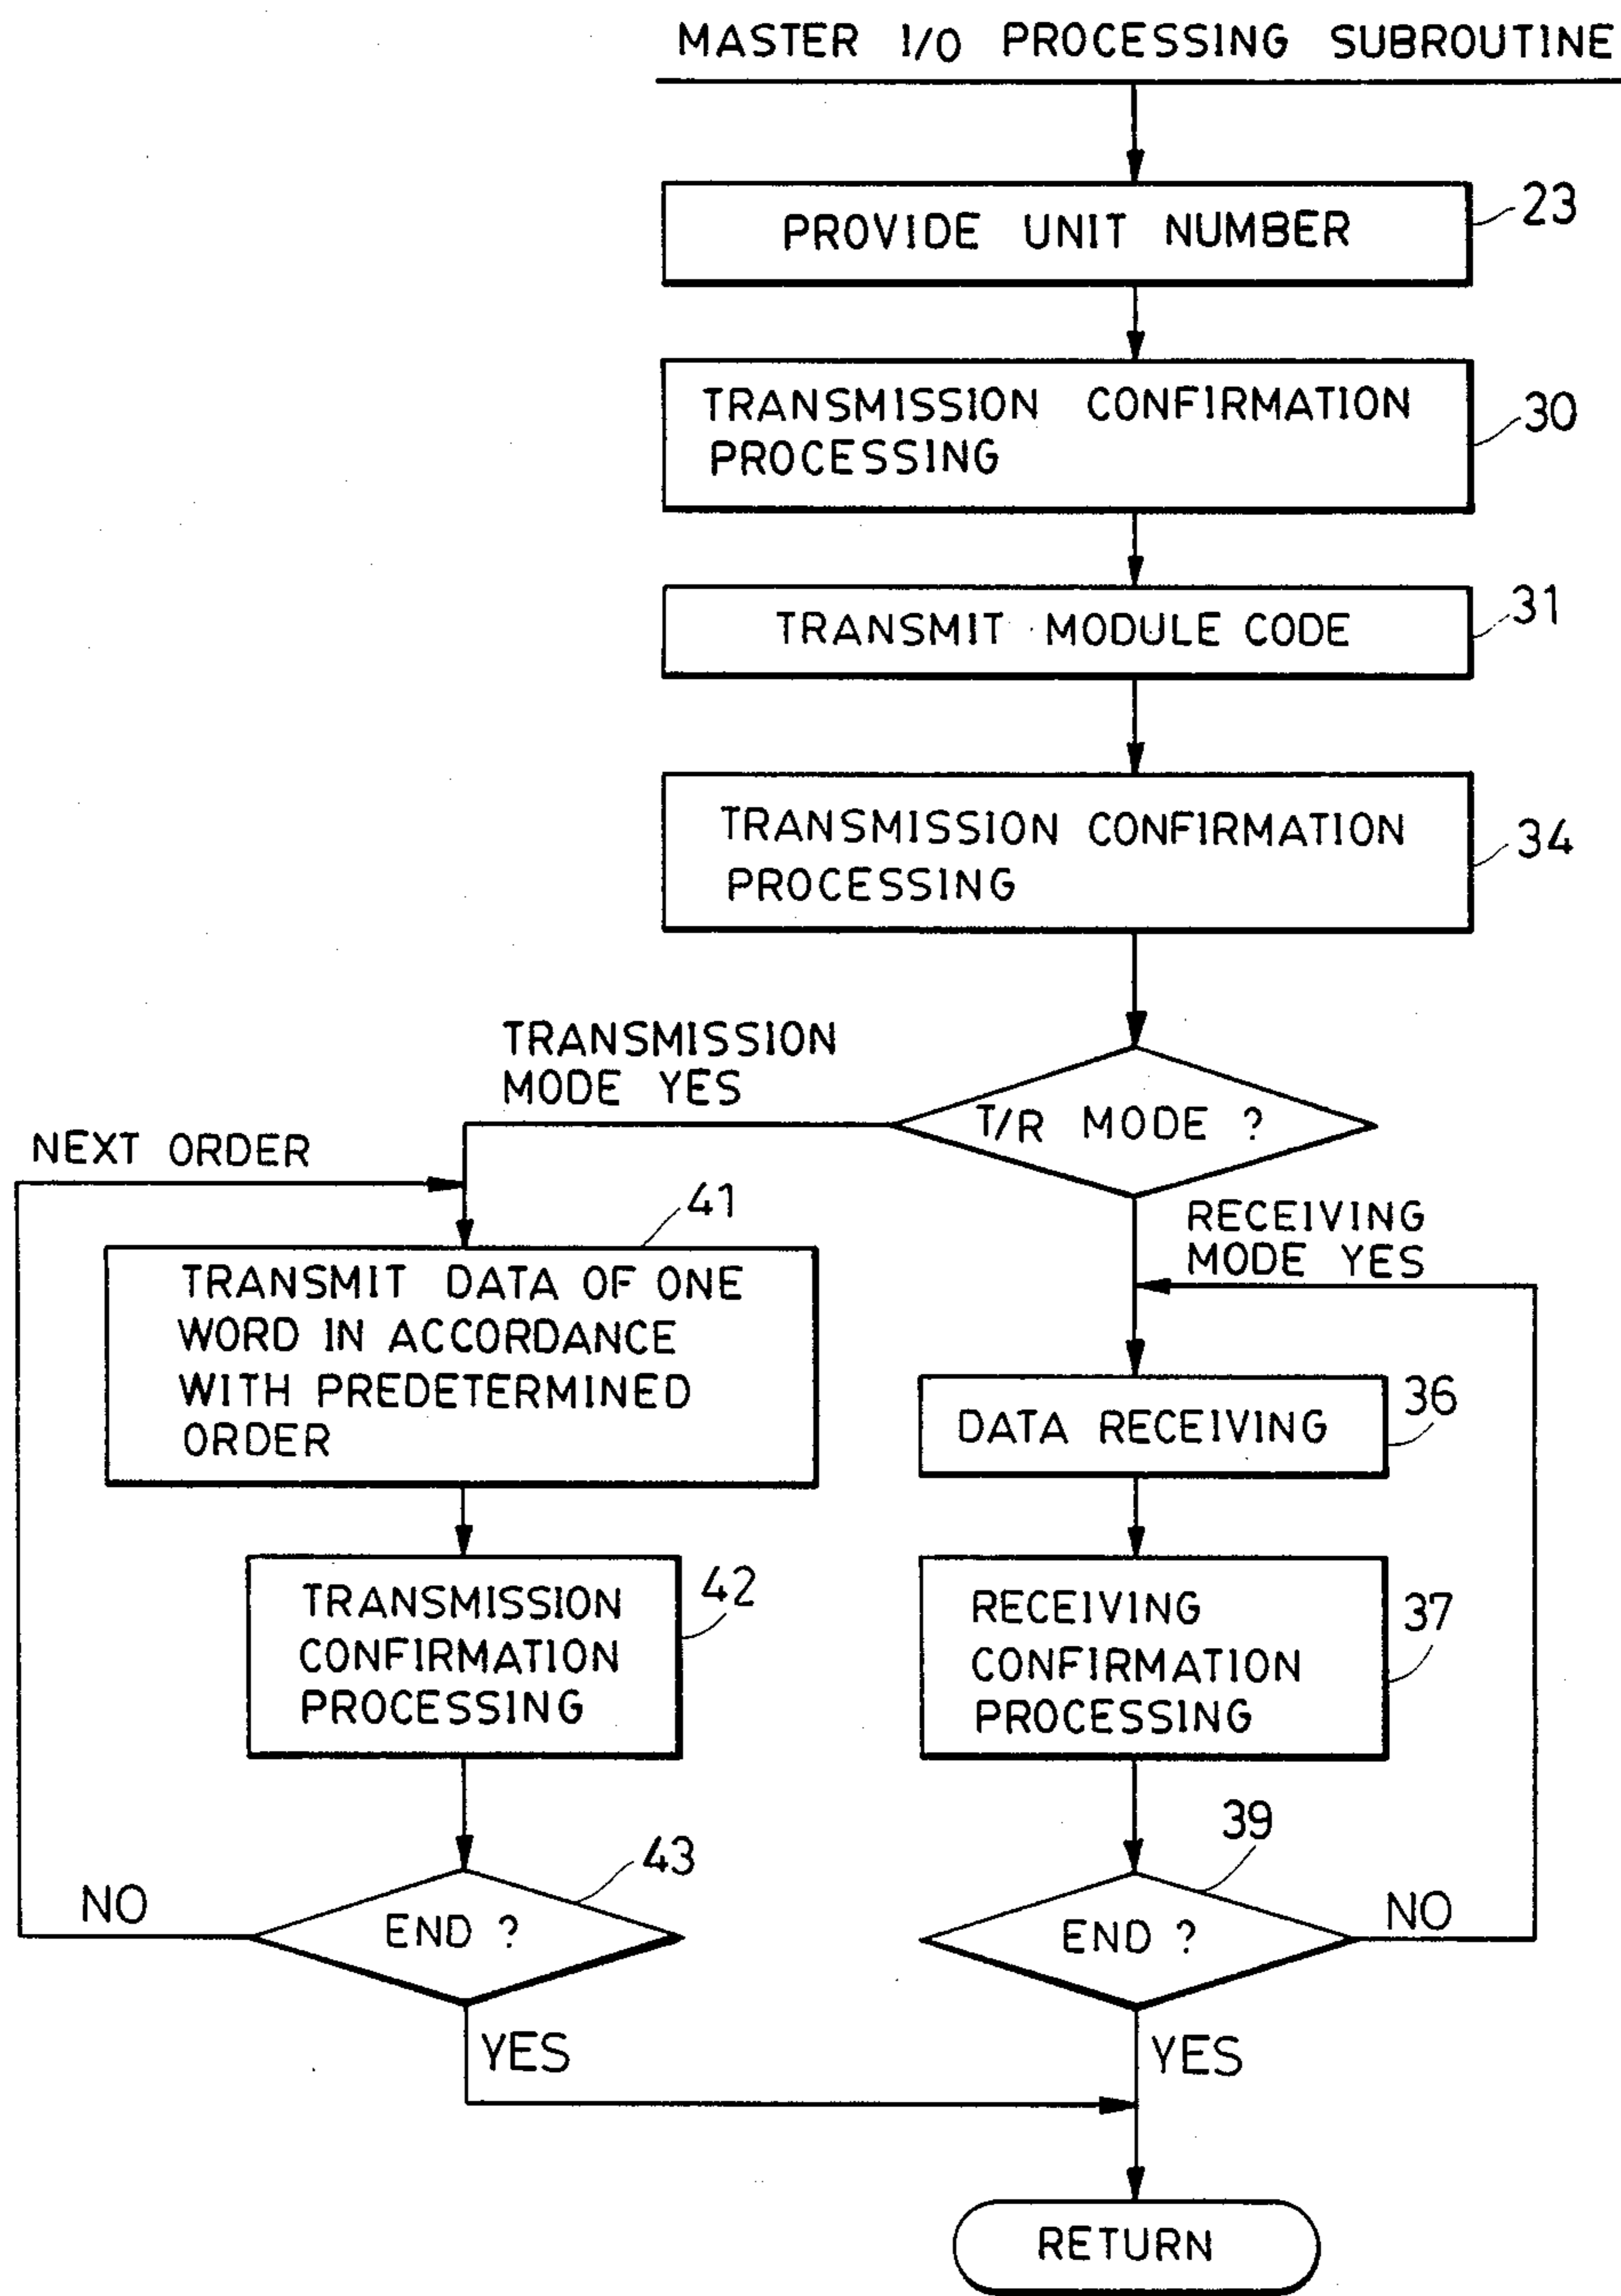 MASTER I/O PROCESSING SUBROUTINE
PROVIDE UNIT NUMBER
23
TRANSMISSION CONFIRMATION
PROCESSING
30
TRANSMIT MODULE CODE
31
TRANSMISSION CONFIRMATION
PROCESSING
34
TRANSMISSION
MODE YES
T/R MODE ?
NEXT ORDER
RECEIVING
MODE YES
41
TRANSMIT DATA OF ONE
WORD IN ACCORDANCE
WITH PREDETERMINED
ORDER
36
DATA RECEIVING
42
TRANSMISSION
CONFIRMATION
PROCESSING
37
RECEIVING
CONFIRMATION
PROCESSING
43
39
NO
END ?
END ?
NO
YES
YES
RETURN